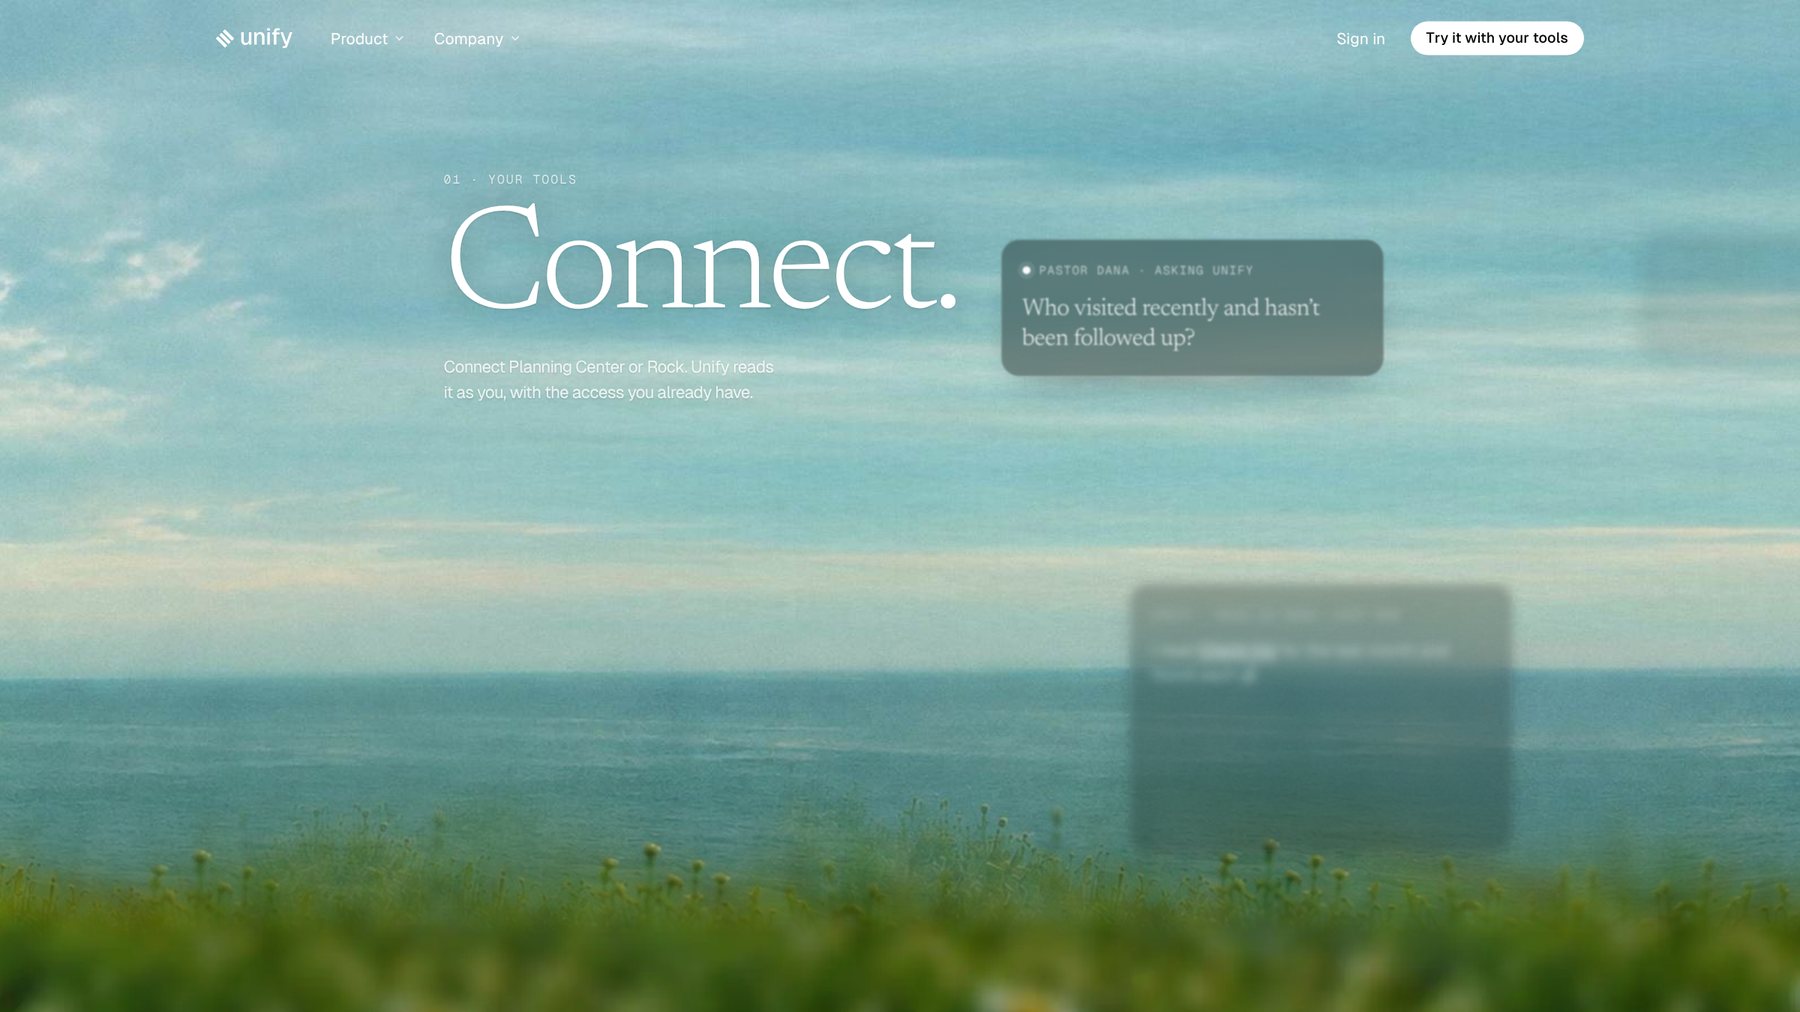 unify
Product
Company
Sign in
Try it with your tools
01 · YOUR TOOLS
Connect.
Connect Planning Center or Rock. Unify reads
it as you, with the access you already have.
PASTOR DANA · ASKING UNIFY
Who visited recently and hasn't
been followed up?